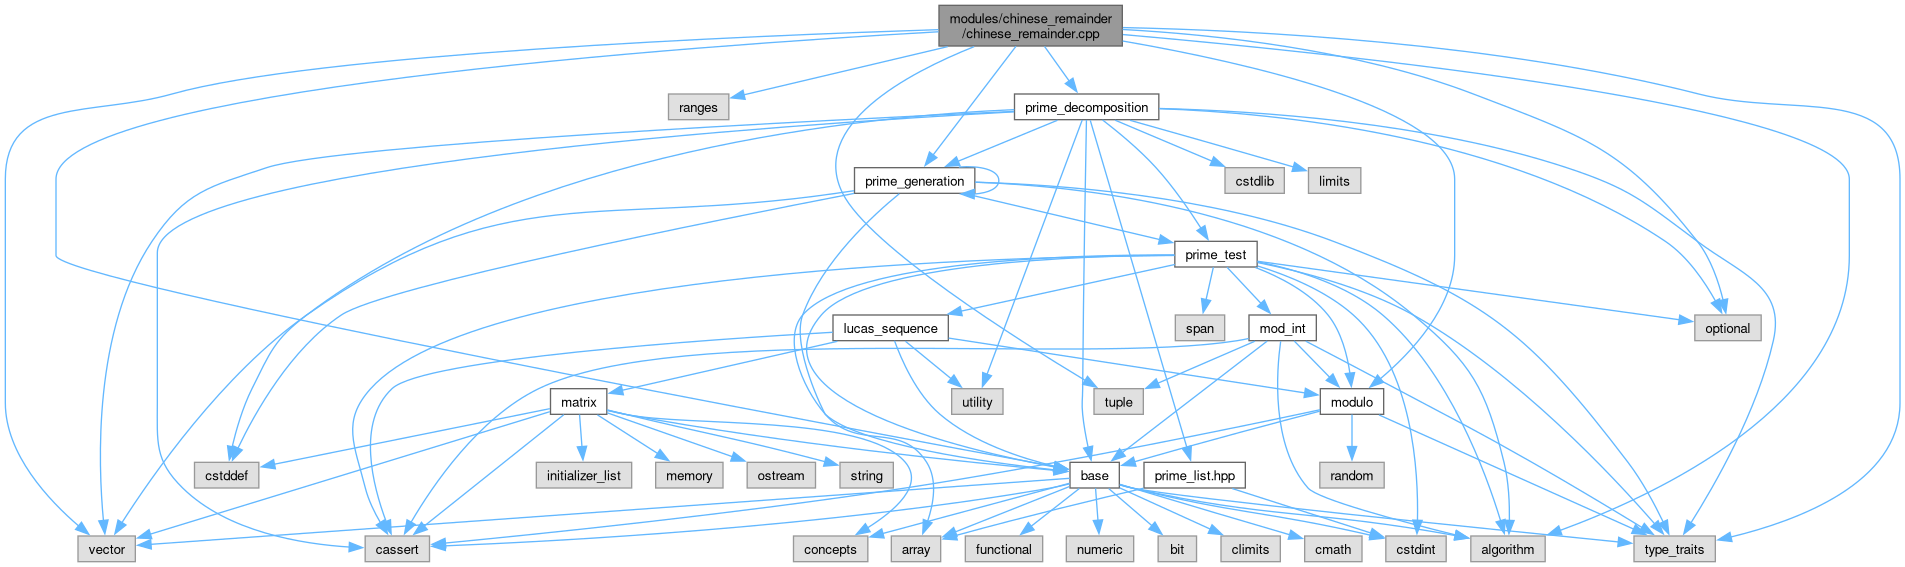 modules/chinese_remainder
/chinese_remainder.cpp
ranges
prime_decomposition
prime_generation
cstdlib
limits
prime_test
lucas_sequence
span
mod_int
optional
matrix
utility
tuple
modulo
cstddef
initializer_list
memory
ostream
string
base
prime_list.hpp
random
vector
cassert
concepts
array
functional
numeric
bit
climits
cmath
cstdint
algorithm
type_traits